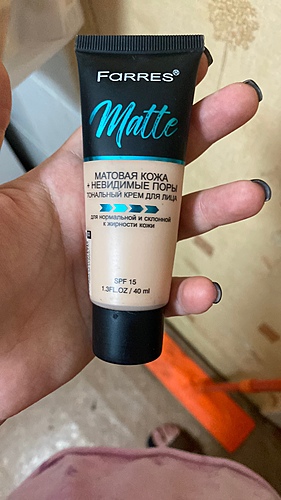 FARRES®
Matte
МАТОВАЯ КОЖА
+ НЕВИДИМЫЕ ПОРЫ
ТОНАЛЬНЫЙ КРЕМ ДЛЯ ЛИЦА
для нормальной и склонной
к жирности кожи
SPF 15
1.3FL.OZ / 40 ml